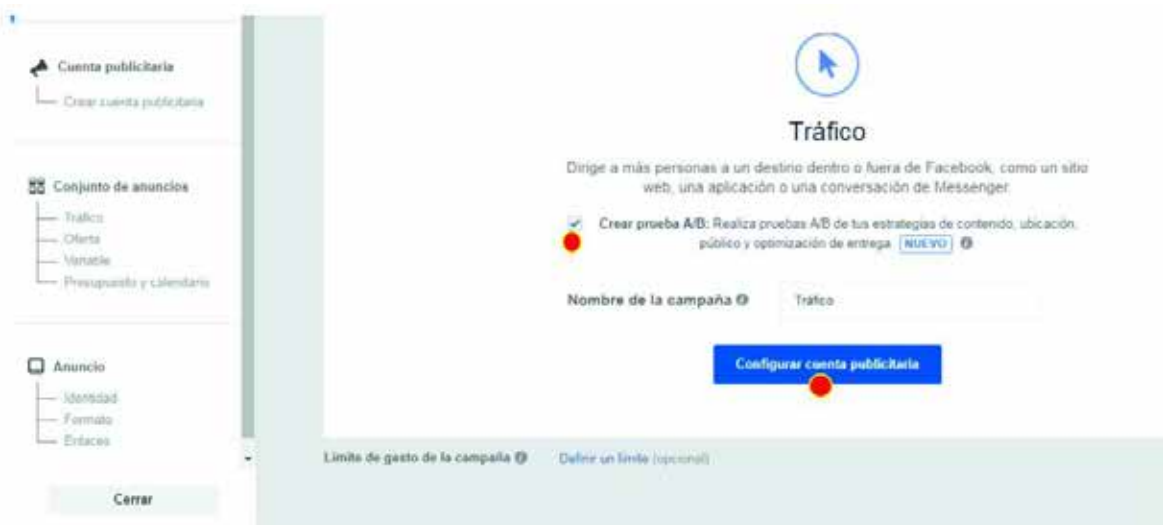 Cuenta publicitaria
Crear cuenta publicitaria
Conjunto de anuncios
Tráfico
Oferta
Variable
Presupuesto y calendario
Anuncio
Identidad
Formato
Enlaces
Cerrar
Tráfico
Dirige a más personas a un destino dentro o fuera de Facebook, como un sitio
web, una aplicación o una conversación de Messenger.
Crear prueba A/B: Realiza pruebas A/B de tus estrategias de contenido, ubicación,
público y optimización de entrega. NUEVO
Nombre de la campaña Tráfico
Configurar cuenta publicitaria
Límite de gasto de la campaña Definir un límite (opcional)